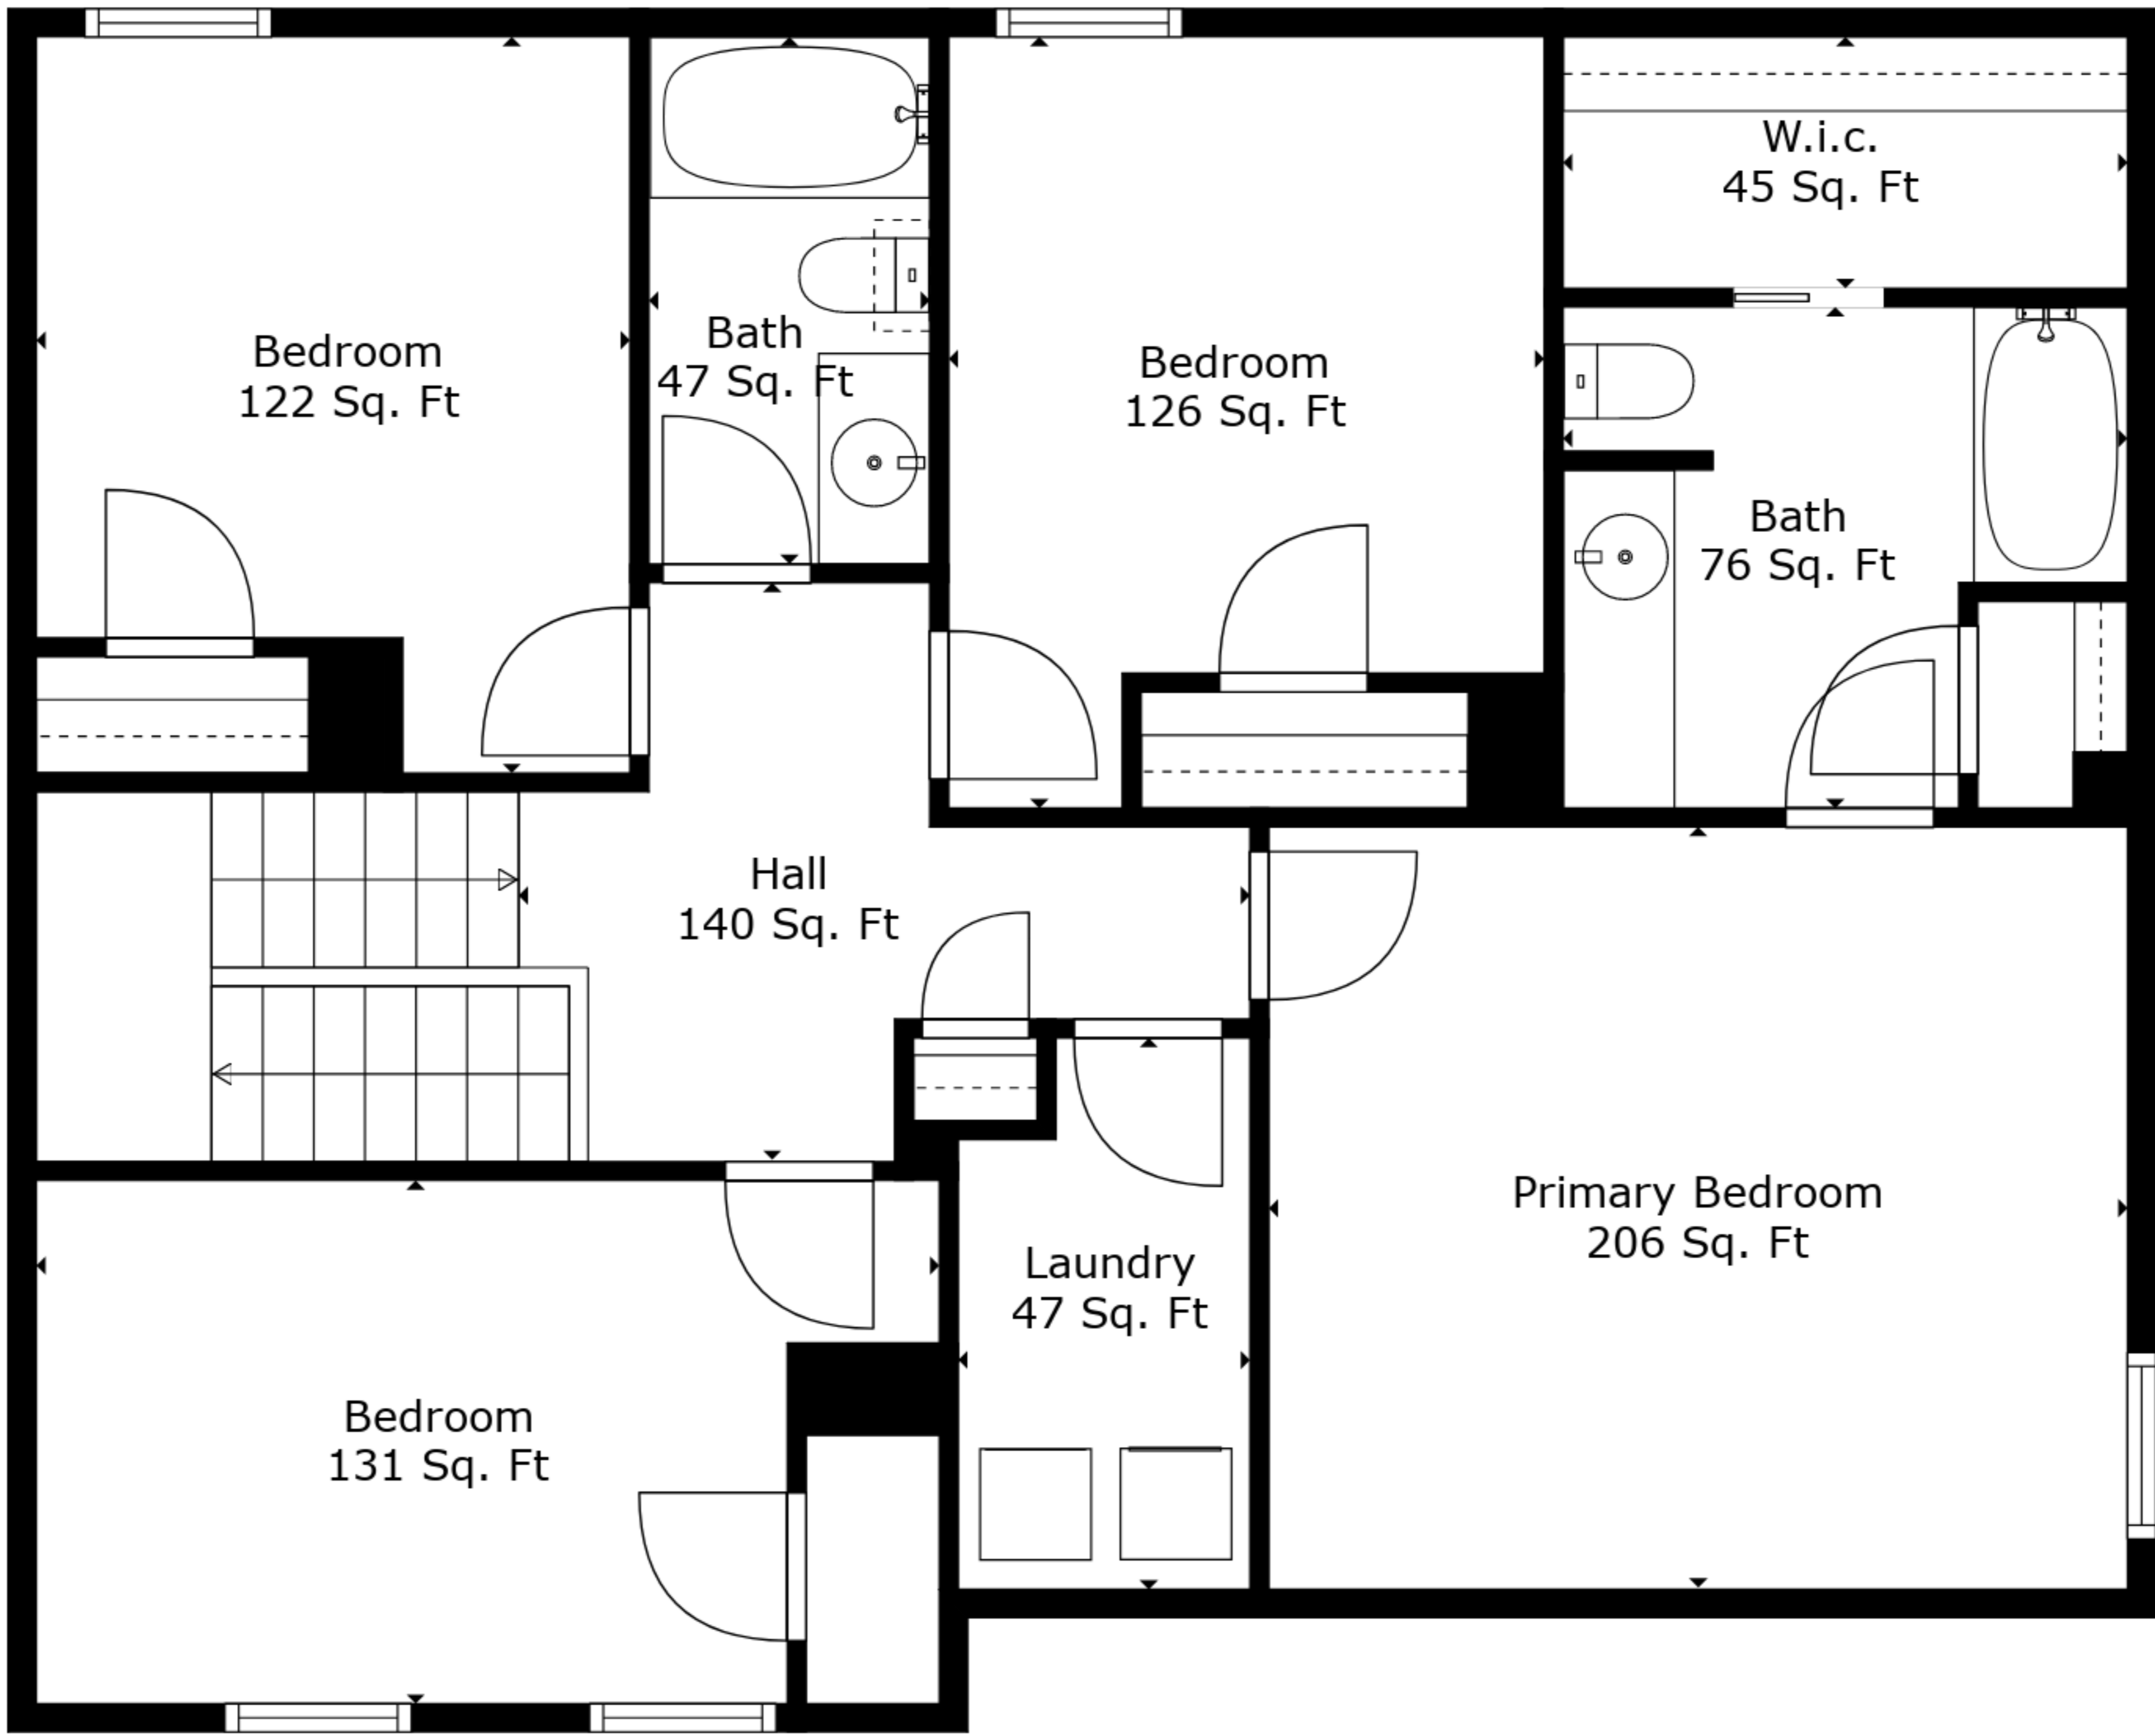 W.i.c.
45 Sq. Ft
Bedroom
122 Sq. Ft
Bath
47 Sq. Ft
Bedroom
126 Sq. Ft
Bath
76 Sq. Ft
Hall
140 Sq. Ft
Primary Bedroom
206 Sq. Ft
Laundry
47 Sq. Ft
Bedroom
131 Sq. Ft